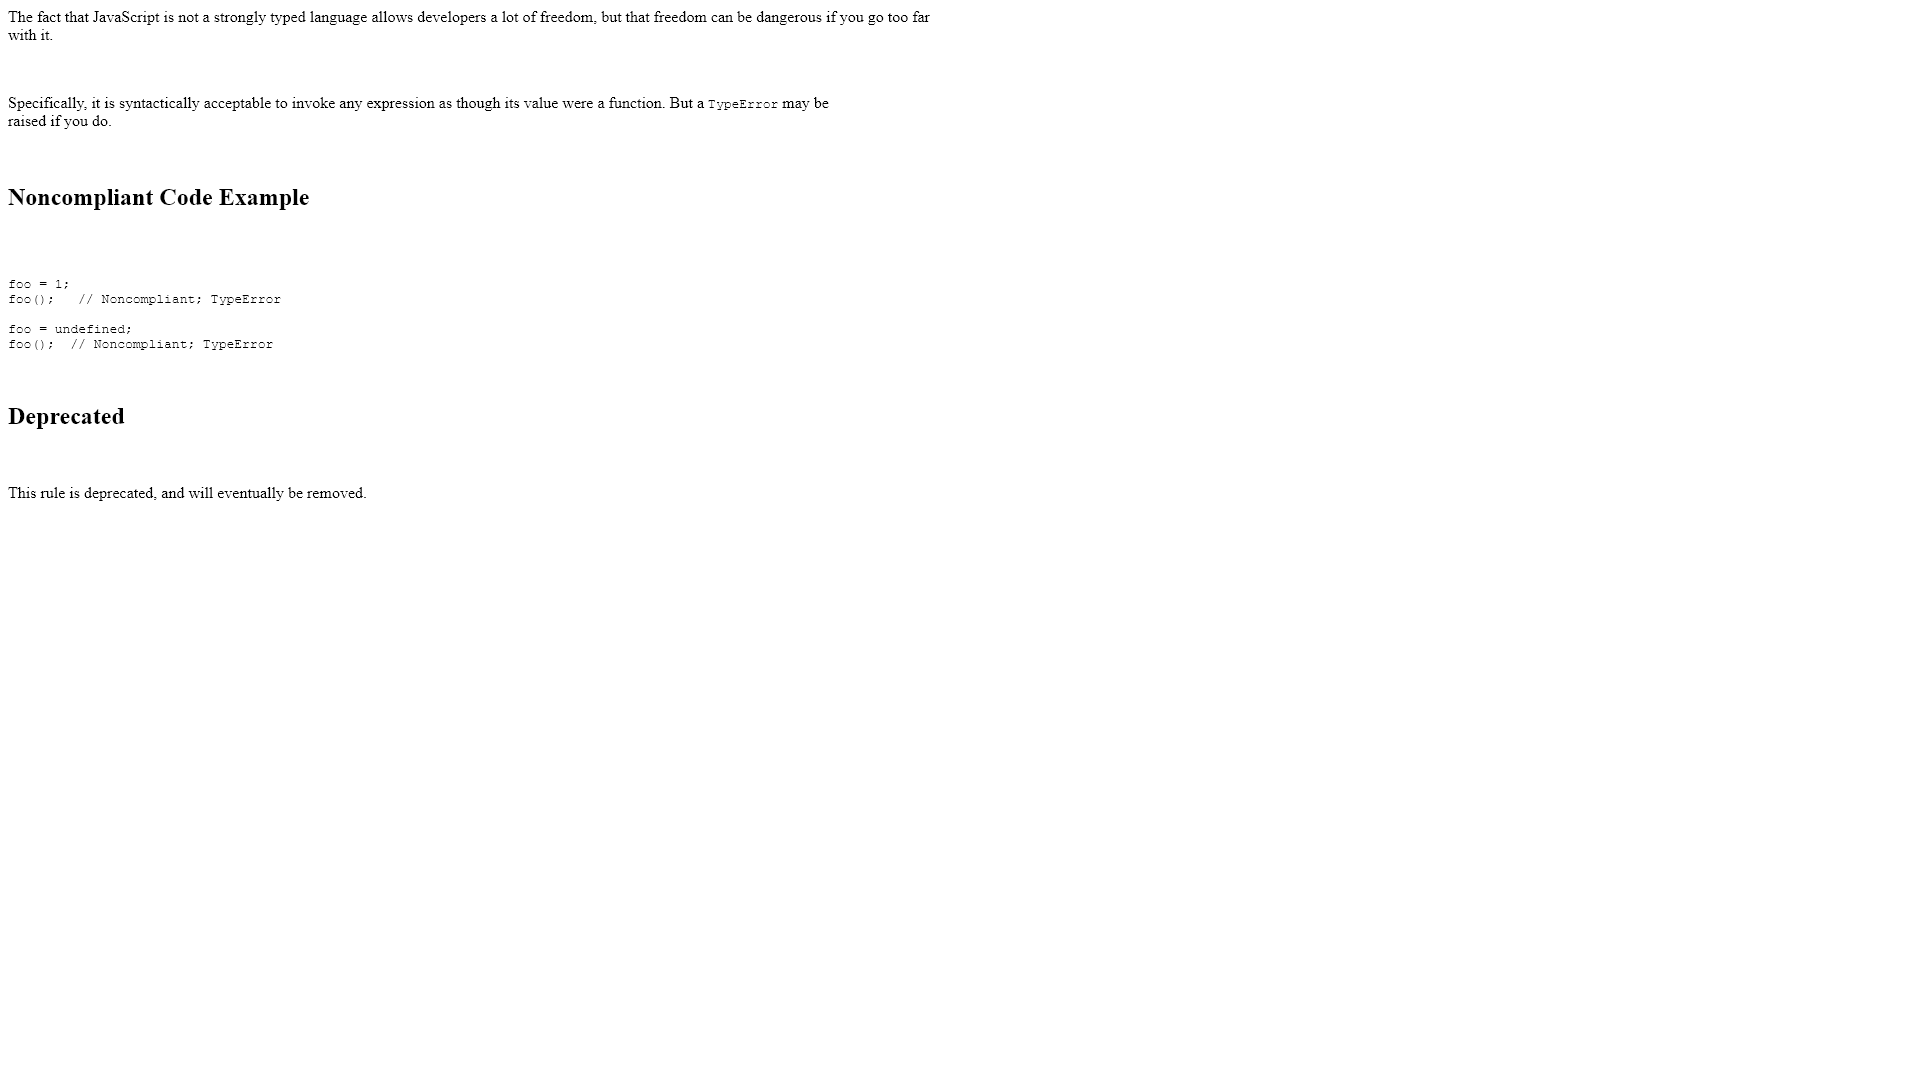 The fact that JavaScript is not a strongly typed language allows developers a lot of freedom, but that freedom can be dangerous if you go too far
with it.
Specifically, it is syntactically acceptable to invoke any expression as though its value were a function. But a TypeError may be
raised if you do.
Noncompliant Code Example
foo = 1;
foo();   // Noncompliant; TypeError
foo = undefined;
foo();  // Noncompliant; TypeError
Deprecated
This rule is deprecated, and will eventually be removed.